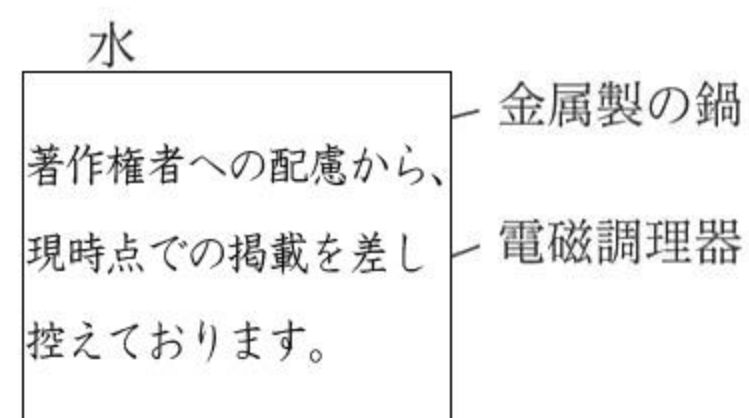 水
金属製の鍋
著作権者への配慮から、
電磁調理器
現時点での掲載を差し
控えております。